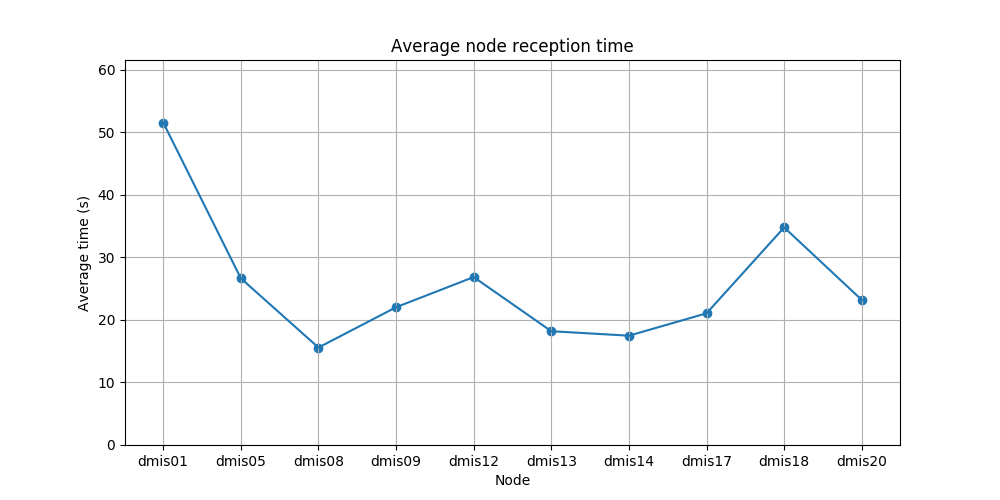 Average node reception time
60
50
40
30
20
10
0
Average time (s)
dmis01 dmis05 dmis08 dmis09 dmis12 dmis13 dmis14 dmis17 dmis18 dmis20
Node